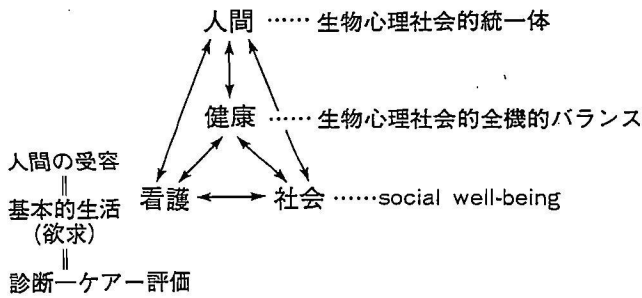 人間 …… 生物心理社会的統一体
健康 …… 生物心理社会的全機的バランス
人間の受容
‖
基本的生活
(欲求)
‖
診断—ケアー評価
看護
社会 ……social well-being